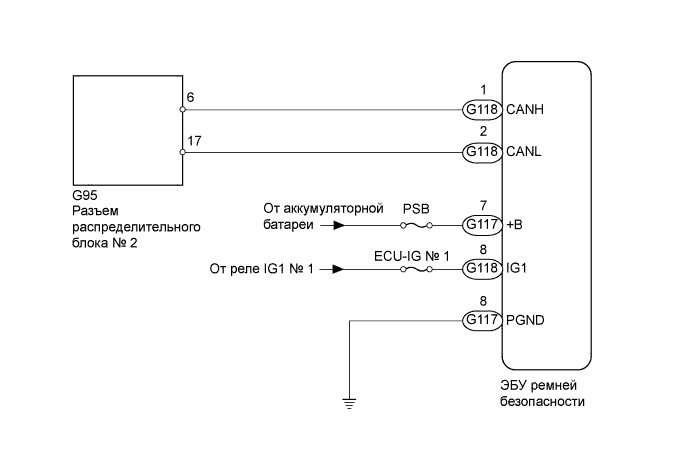 1
6
G118 CANH
2
17
G118 CANL
G95
Разъем
распределительного
блока № 2
От аккумуляторной
батареи
PSB
7
G117 +B
8
От реле IG1 № 1
ECU-IG № 1
G118 IG1
8
G117 PGND
ЭБУ ремней
безопасности